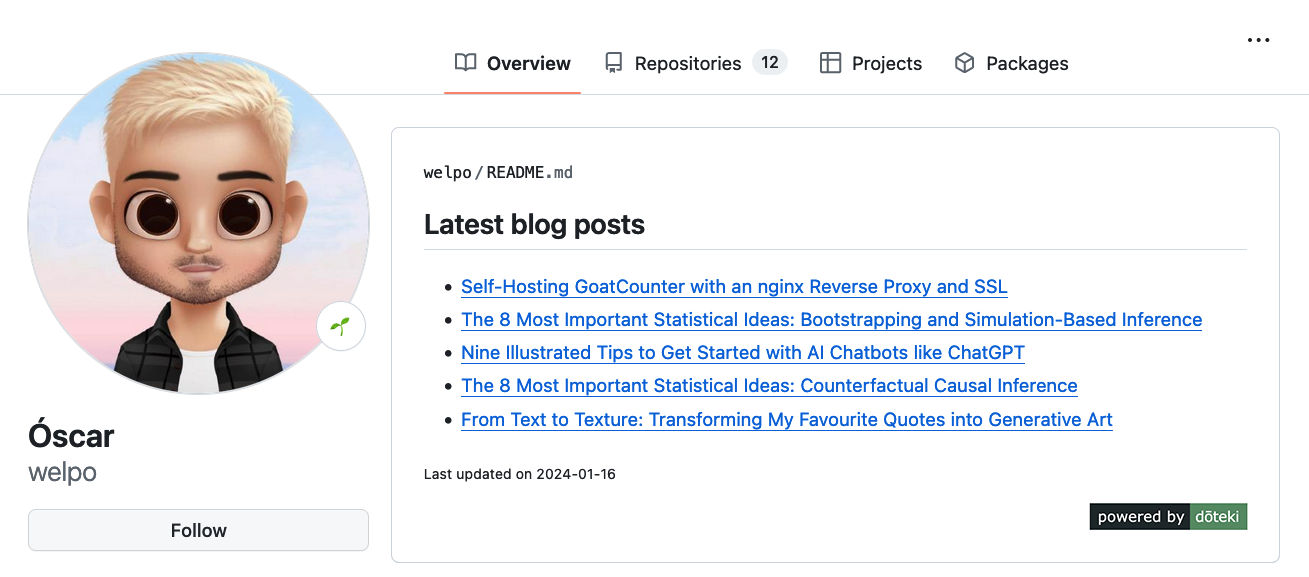 Overview
Repositories 12
Projects
Packages
welpo/README.md
Latest blog posts
Self-Hosting GoatCounter with an nginx Reverse Proxy and SSL
The 8 Most Important Statistical Ideas: Bootstrapping and Simulation-Based Inference
Nine Illustrated Tips to Get Started with AI Chatbots like ChatGPT
The 8 Most Important Statistical Ideas: Counterfactual Causal Inference
From Text to Texture: Transforming My Favourite Quotes into Generative Art
Last updated on 2024-01-16
powered by dōteki
Óscar
welpo
Follow